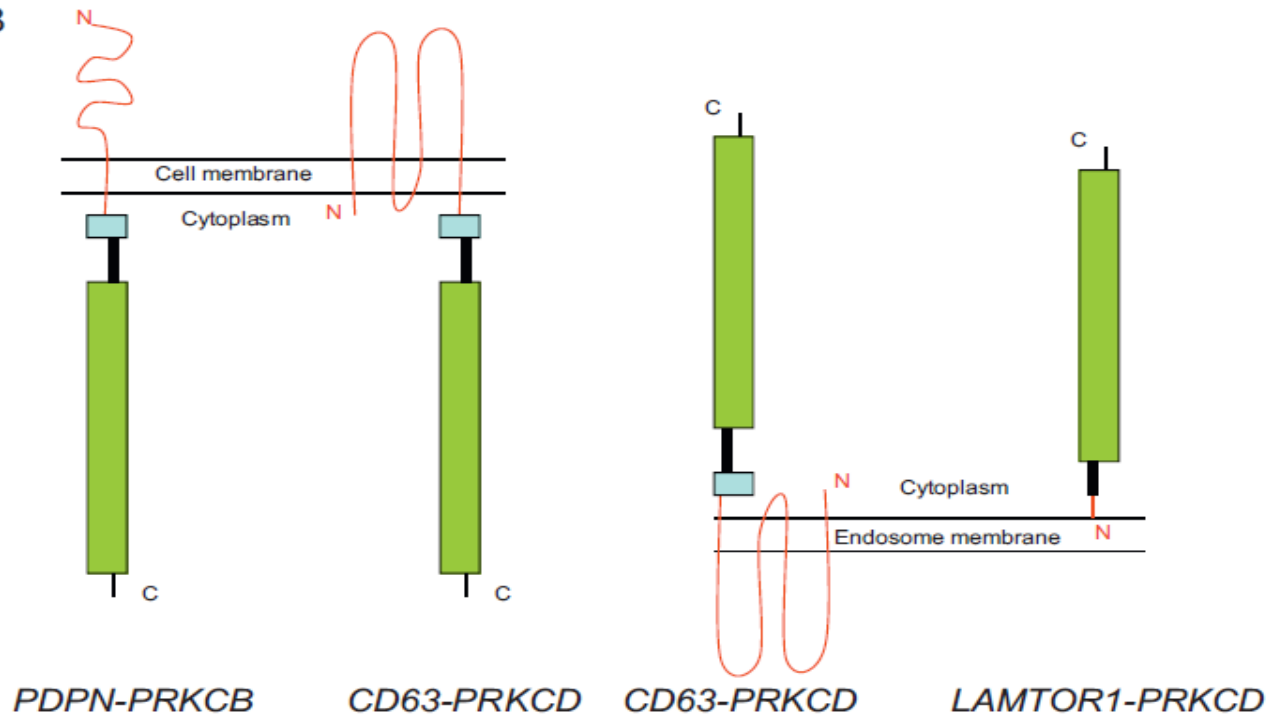 B
N
C
C
Cell membrane
Cytoplasm
N
N
Cytoplasm
Endosome membrane
N
C
C
PDPN-PRKCB
CD63-PRKCD
CD63-PRKCD
LAMTOR1-PRKCD